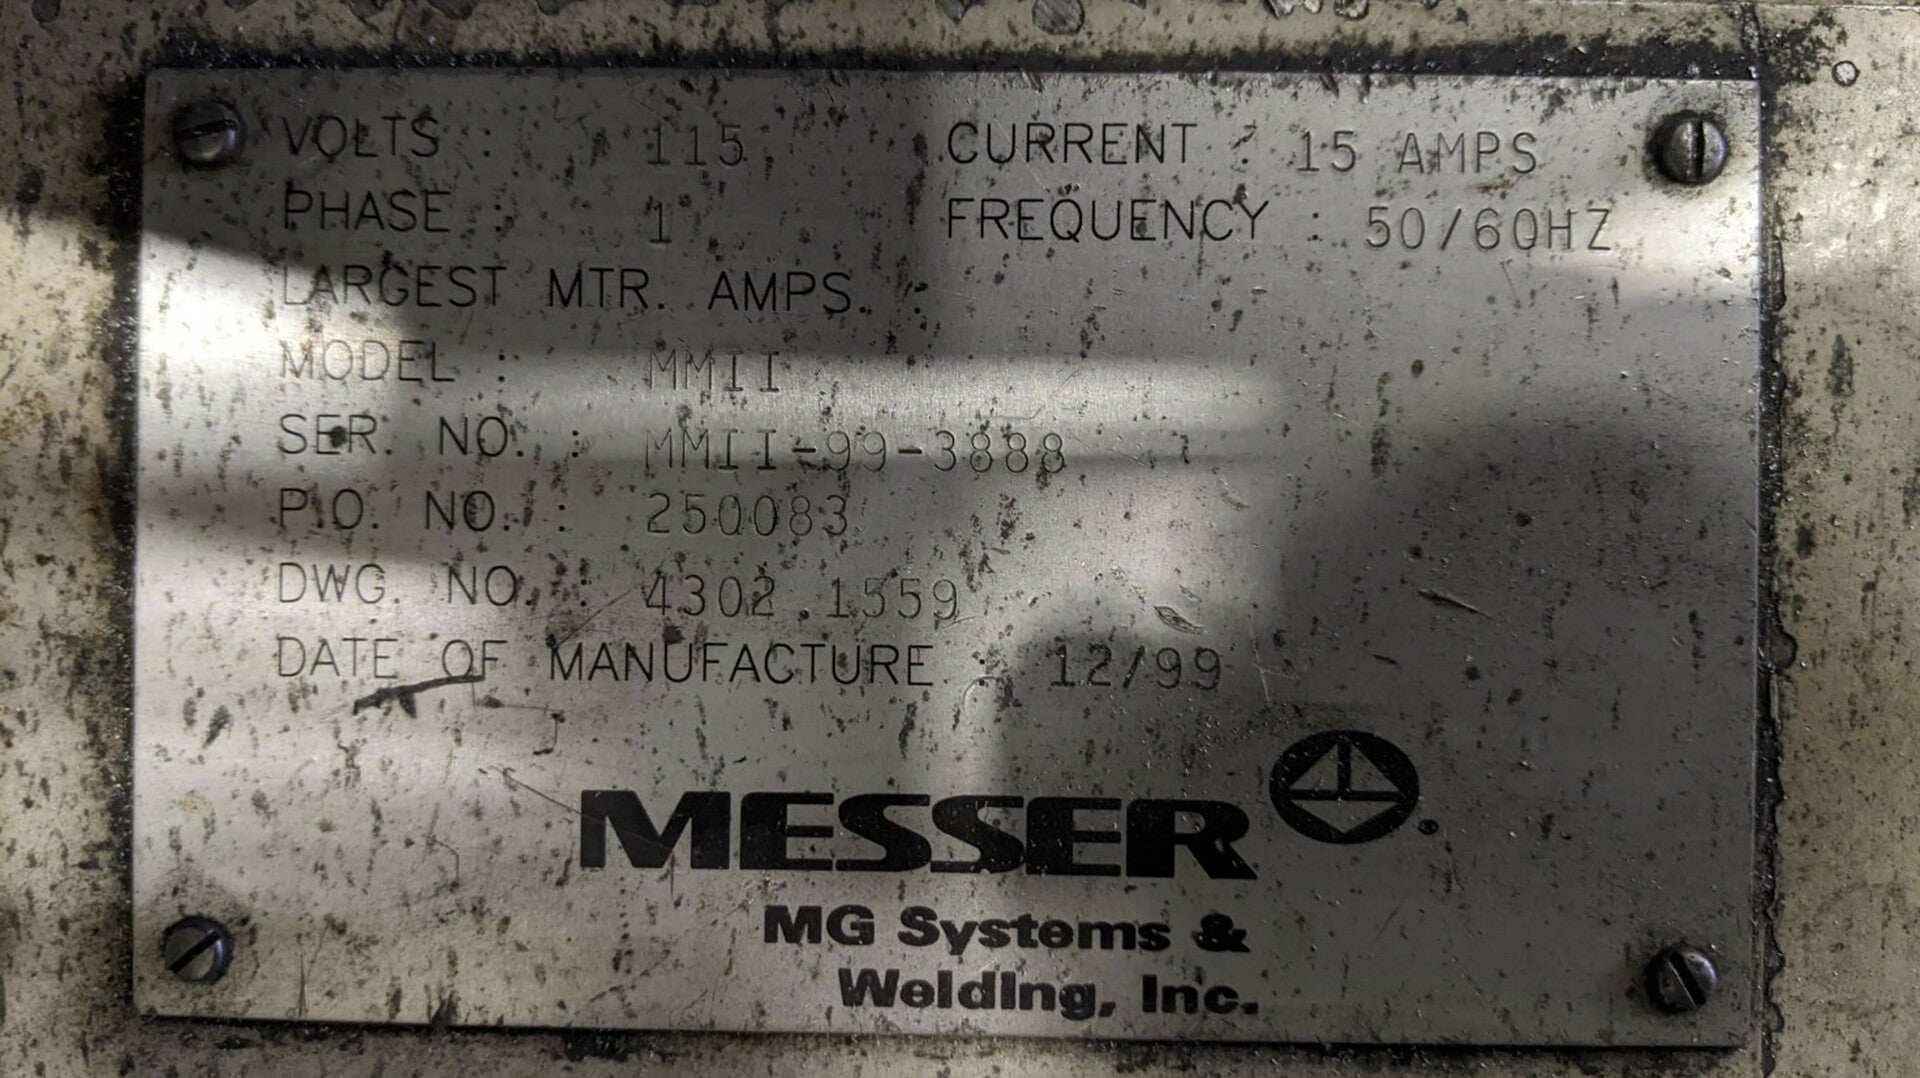 VOLTS : 115 CURRENT : 15 AMPS
PHASE : 1 FREQUENCY : 50/60HZ
LARGEST MTR. AMPS. :
MODEL : MMII
SER. NO. : MMII-99-3888
P.O. NO. : 250083
DWG. NO. : 4302.1559
DATE OF MANUFACTURE : 12/99
MESSER
MG Systems &
Welding, Inc.